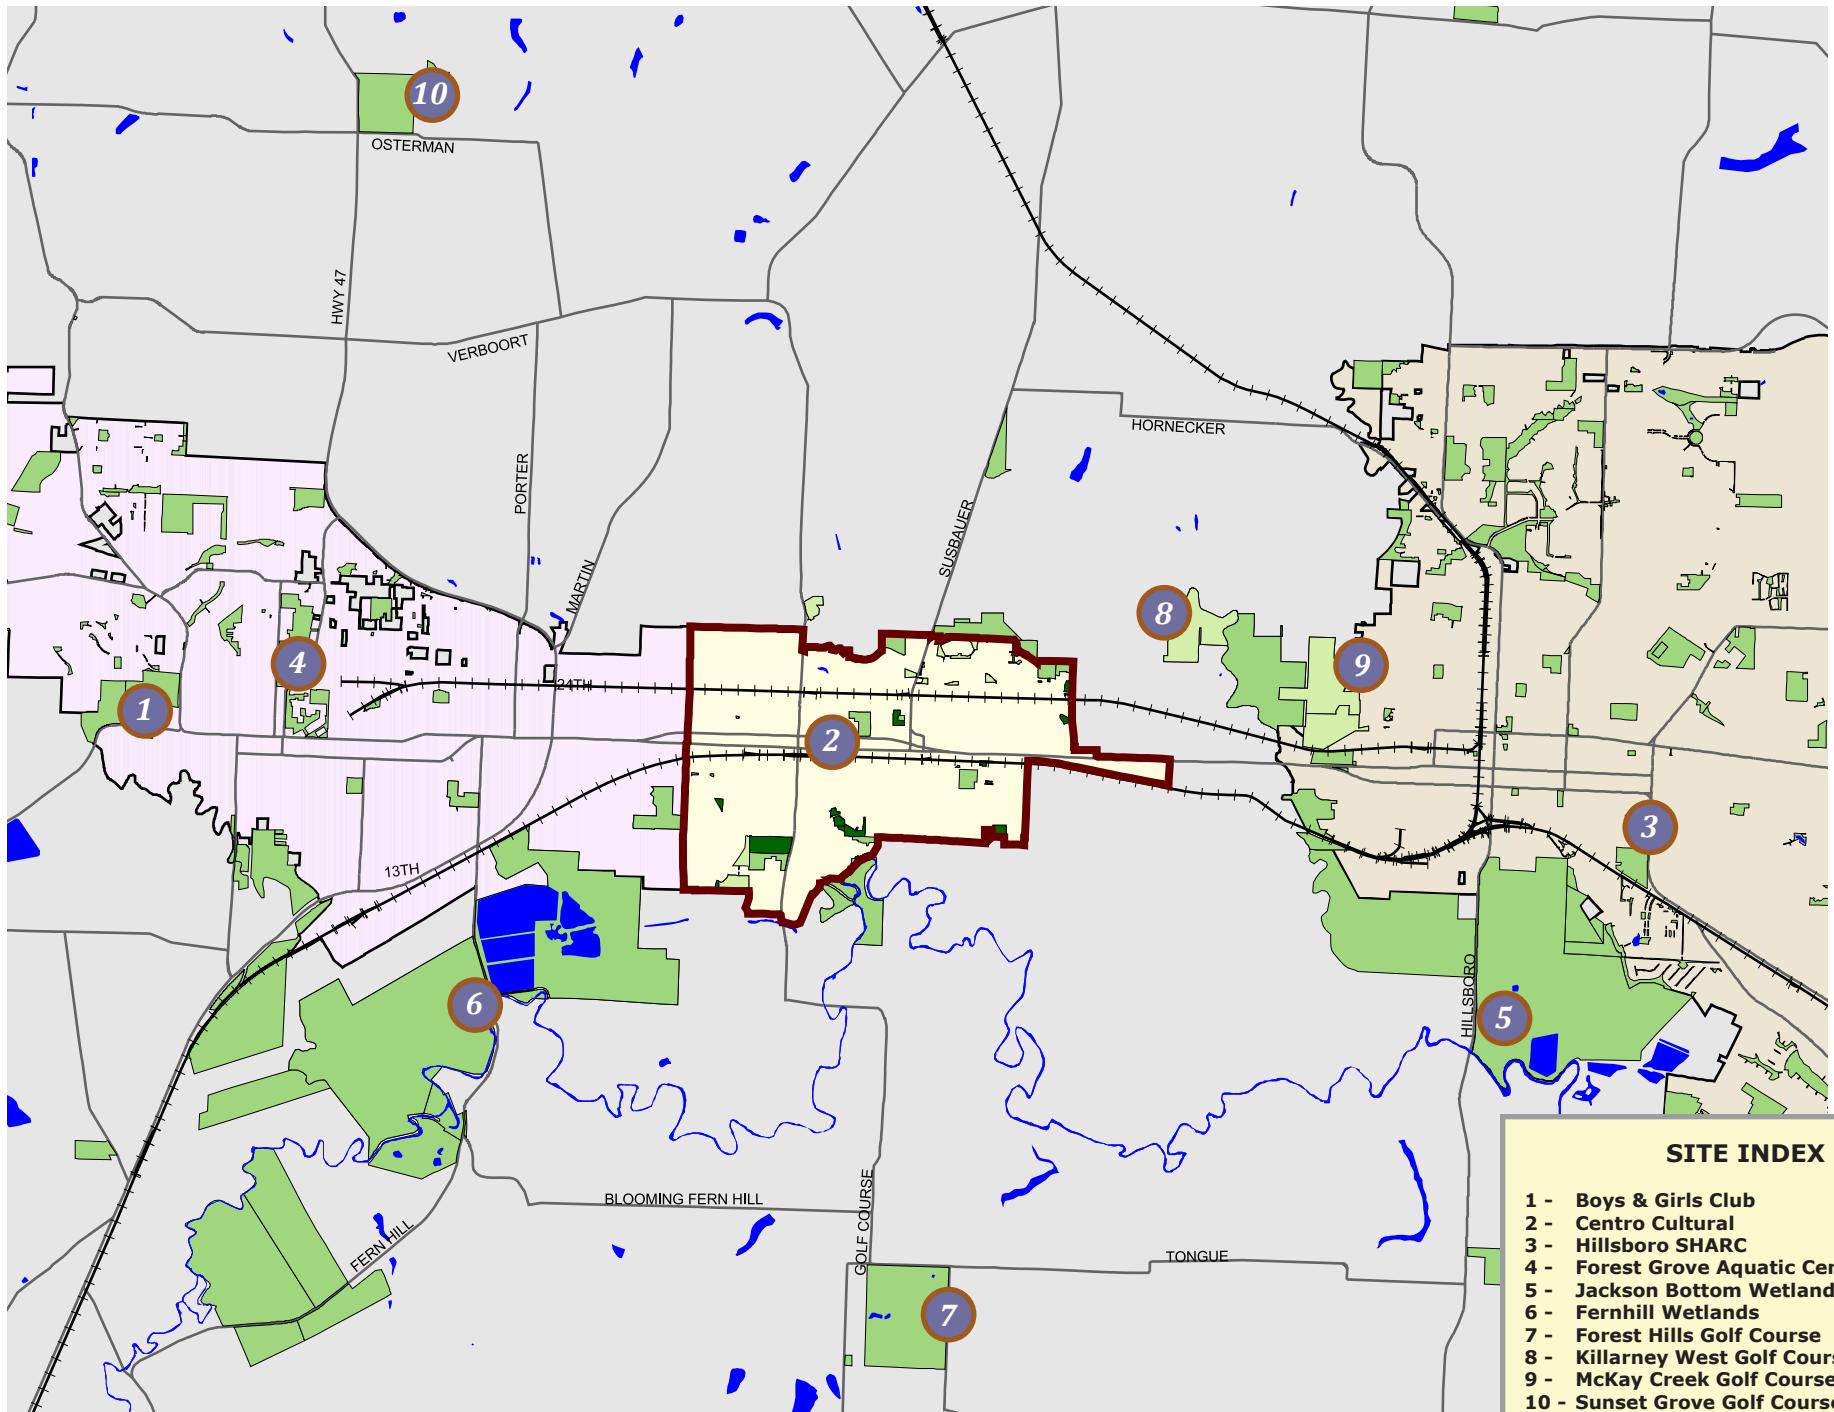 10
OSTERMAN
HWY 47
VERBOORT
HORNECKER
PORTER
SUSBAUER
MARTIN
8
4
9
24TH
1
2
3
13TH
HILLSBORO
6
5
BLOOMING FERN HILL
GOLF COURSE
FERN HILL
TONGUE
7
SITE INDEX
1 - Boys & Girls Club
2 - Centro Cultural
3 - Hillsboro SHARC
4 - Forest Grove Aquatic Cen
5 - Jackson Bottom Wetland
6 - Fernhill Wetlands
7 - Forest Hills Golf Course
8 - Killarney West Golf Cours
9 - McKay Creek Golf Course
10 - Sunset Grove Golf Course